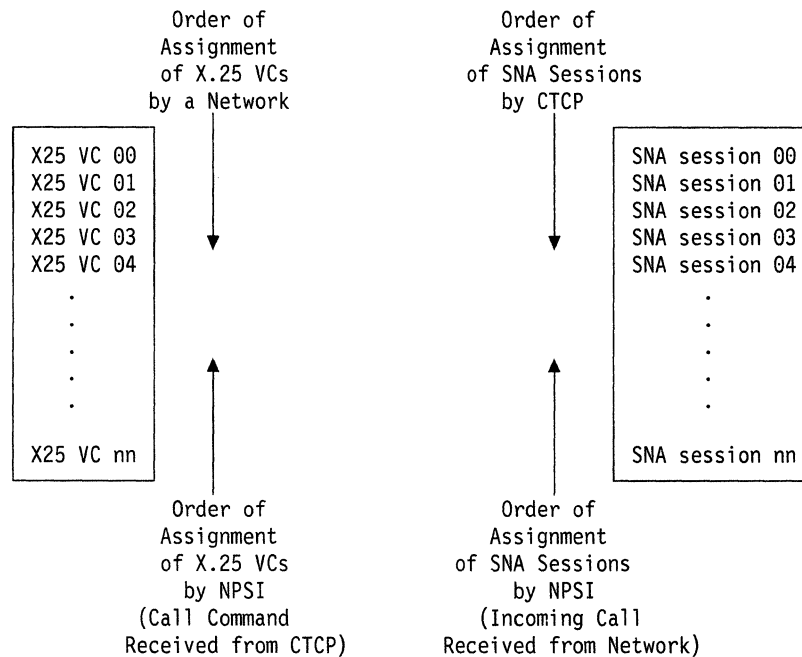 Order of
Assignment
of X.25 VCs
by a Network
Order of
Assignment
of SNA Sessions
by CTCP
X25 VC 00
X25 VC 01
X25 VC 02
X25 VC 03
X25 VC 04
.
.
.
.
.
X25 VC nn
SNA session 00
SNA session 01
SNA session 02
SNA session 03
SNA session 04
.
.
.
.
.
SNA session nn
Order of
Assignment
of X.25 VCs
by NPSI
(Call Command
Received from CTCP)
Order of
Assignment
of SNA Sessions
by NPSI
(Incoming Call
Received from Network)